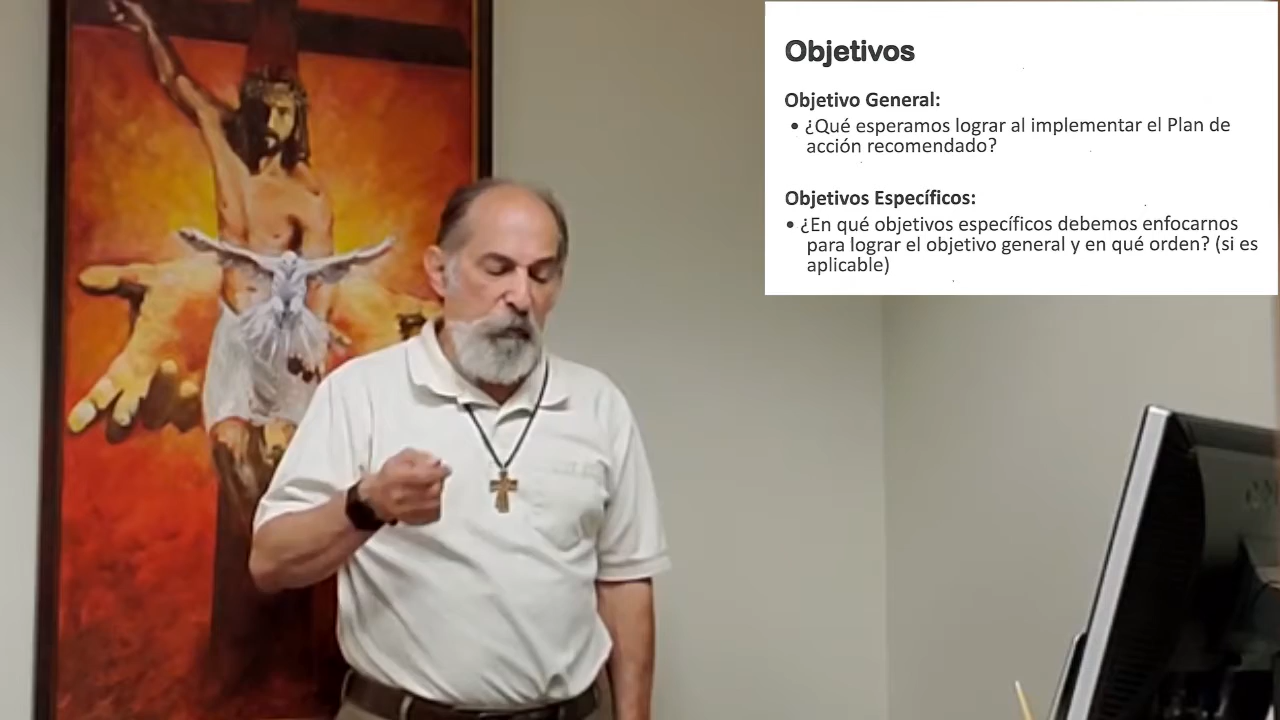 Objetivos
Objetivo General:
• ¿Qué esperamos lograr al implementar el Plan de
acción recomendado?
Objetivos Específicos:
• ¿En qué objetivos específicos debemos enfocarnos
para lograr el objetivo general y en qué orden? (si es
aplicable)